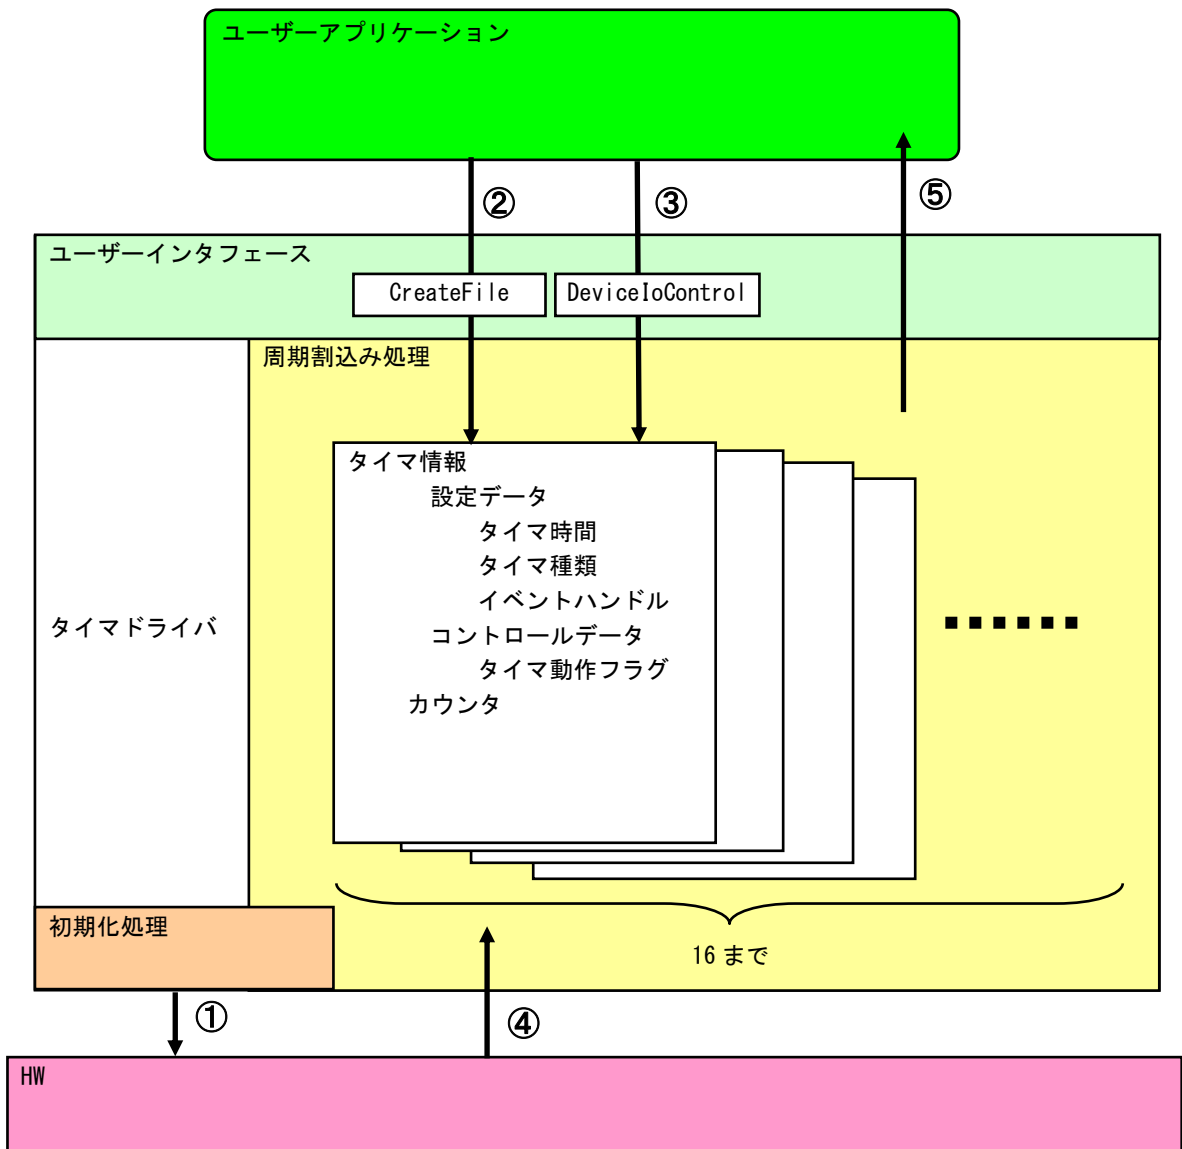 ユーザーアプリケーション
②
③
⑤
ユーザーインタフェース
CreateFile
DeviceIoControl
周期割込み処理
タイマ情報
設定データ
タイマ時間
タイマ種類
イベントハンドル
コントロールデータ
タイマ動作フラグ
カウンタ
タイマドライバ
初期化処理
16 まで
①
④
HW